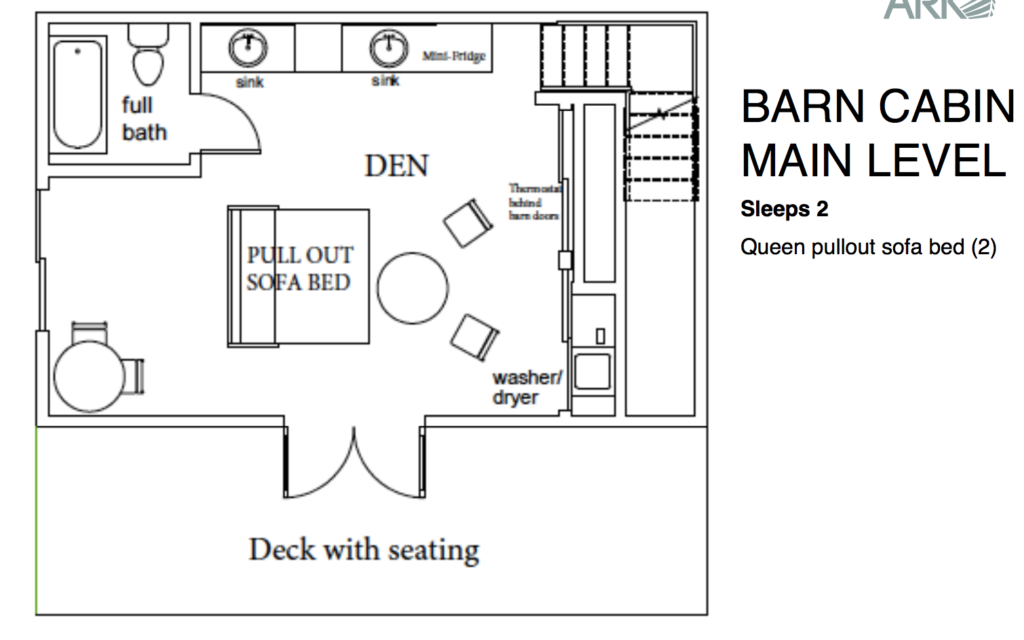 ARK
BARN CABIN
MAIN LEVEL
Sleeps 2
Queen pullout sofa bed (2)
sink
sink
Mini-Fridge
full
bath
DEN
Thermostat
behind
barn doors
PULL OUT
SOFA BED
washer/
dryer
Deck with seating